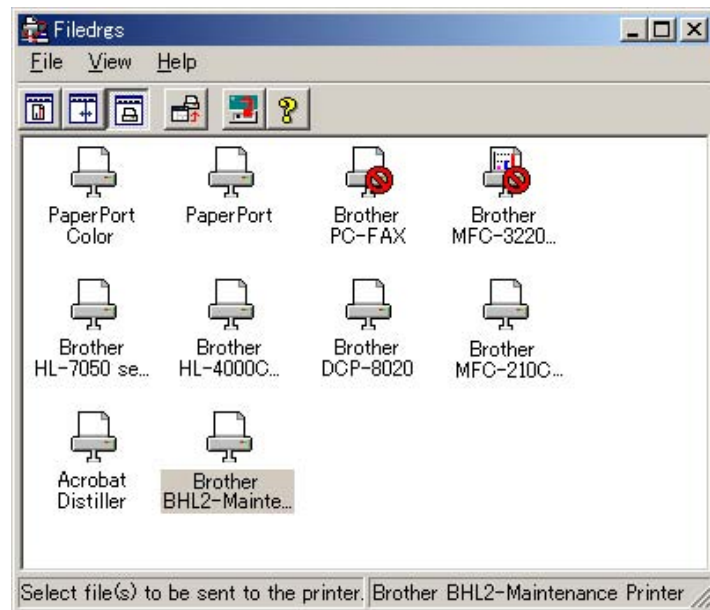 Filedrgs
File View Help
PaperPort
Color
PaperPort
Brother
PC-FAX
Brother
MFC-3220...
Brother
HL-7050 se...
Brother
HL-4000C...
Brother
DCP-8020
Brother
MFC-210C...
Acrobat
Distiller
Brother
BHL2-Mainte...
Select file(s) to be sent to the printer. Brother BHL2-Maintenance Printer